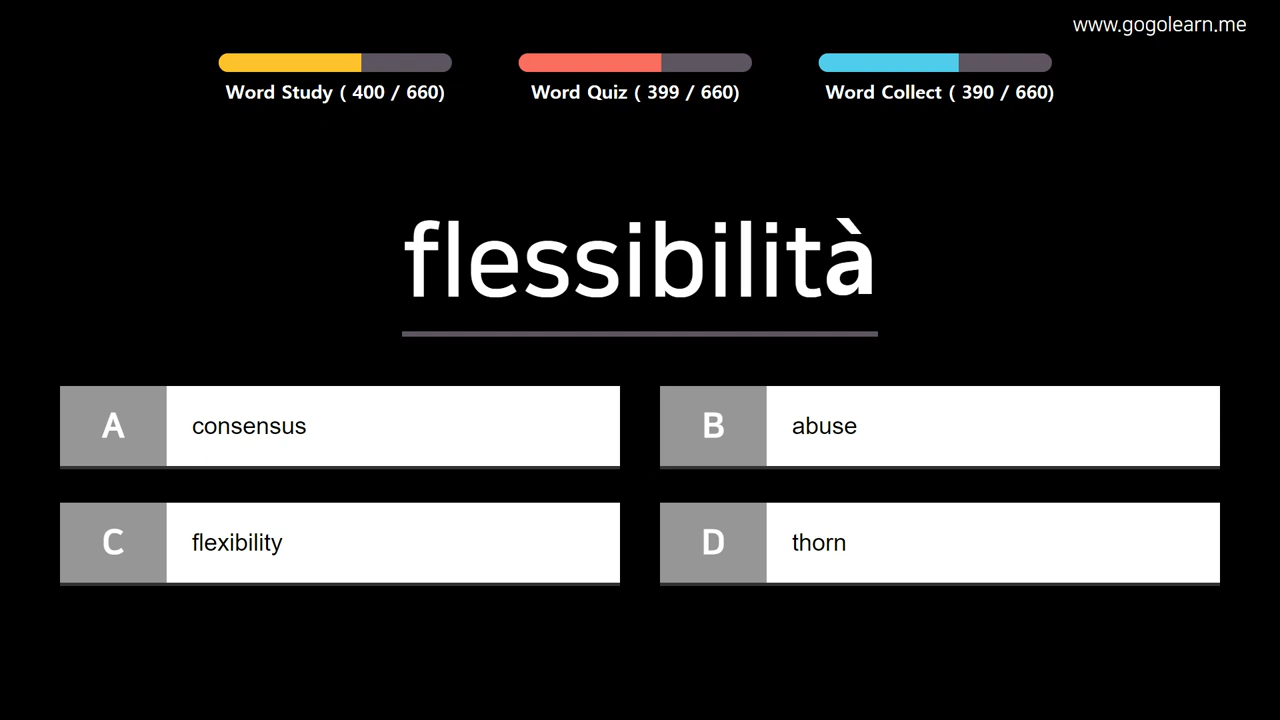 www.gogolearn.me
Word Study ( 400 / 660)
Word Quiz ( 399 / 660)
Word Collect ( 390 / 660)
flessibilità
A consensus
B abuse
C flexibility
D thorn